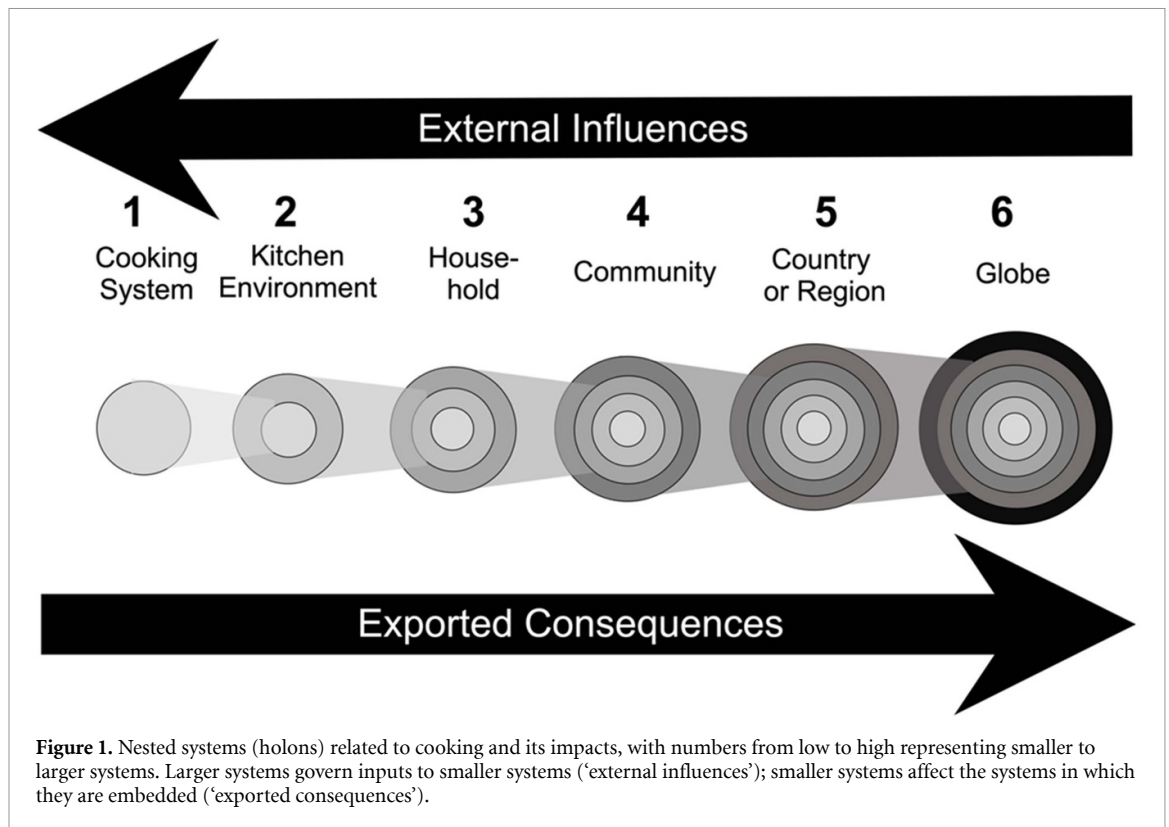 External Influences
1 2 3 4 5 6
Cooking System
Kitchen Environment
House-hold
Community
Country or Region
Globe
Exported Consequences
Figure 1. Nested systems (holons) related to cooking and its impacts, with numbers from low to high representing smaller to
larger systems. Larger systems govern inputs to smaller systems (‘external influences’); smaller systems affect the systems in which
they are embedded (‘exported consequences’).